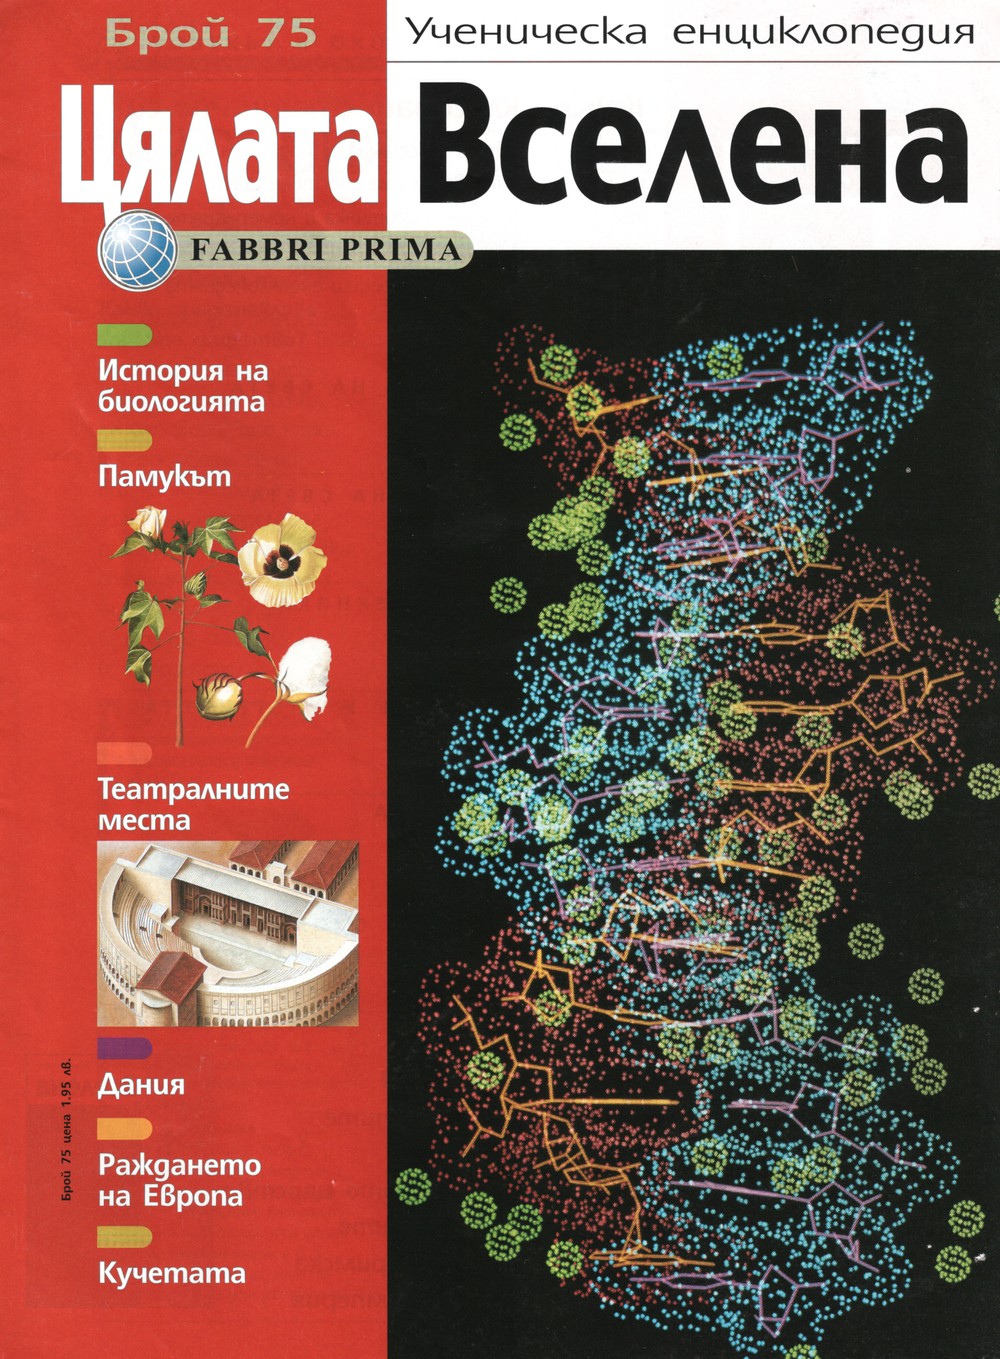 Брой 75
Ученическа енциклопедия
Цялата Вселена
FABBRI PRIMA
История на
биологията
Памукът
Театралните
места
Дания
Раждането
на Европа
Кучетата
Брой 75 цена 1.95 лв.